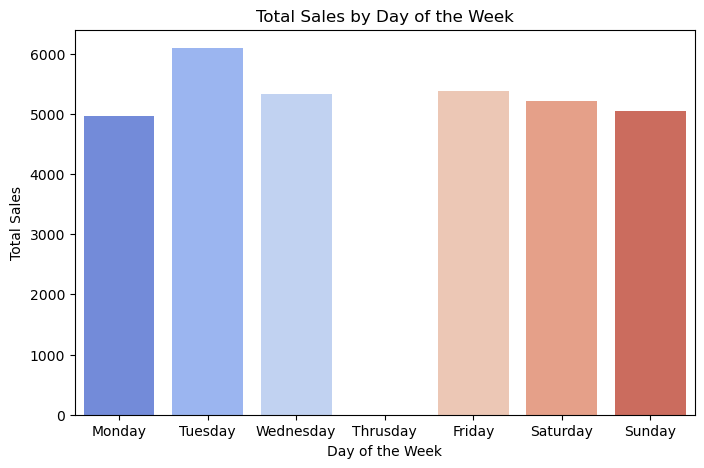 Total Sales by Day of the Week
6000
5000
4000
3000
2000
1000
0
Total Sales
Monday Tuesday Wednesday Thrusday Friday Saturday Sunday
Day of the Week